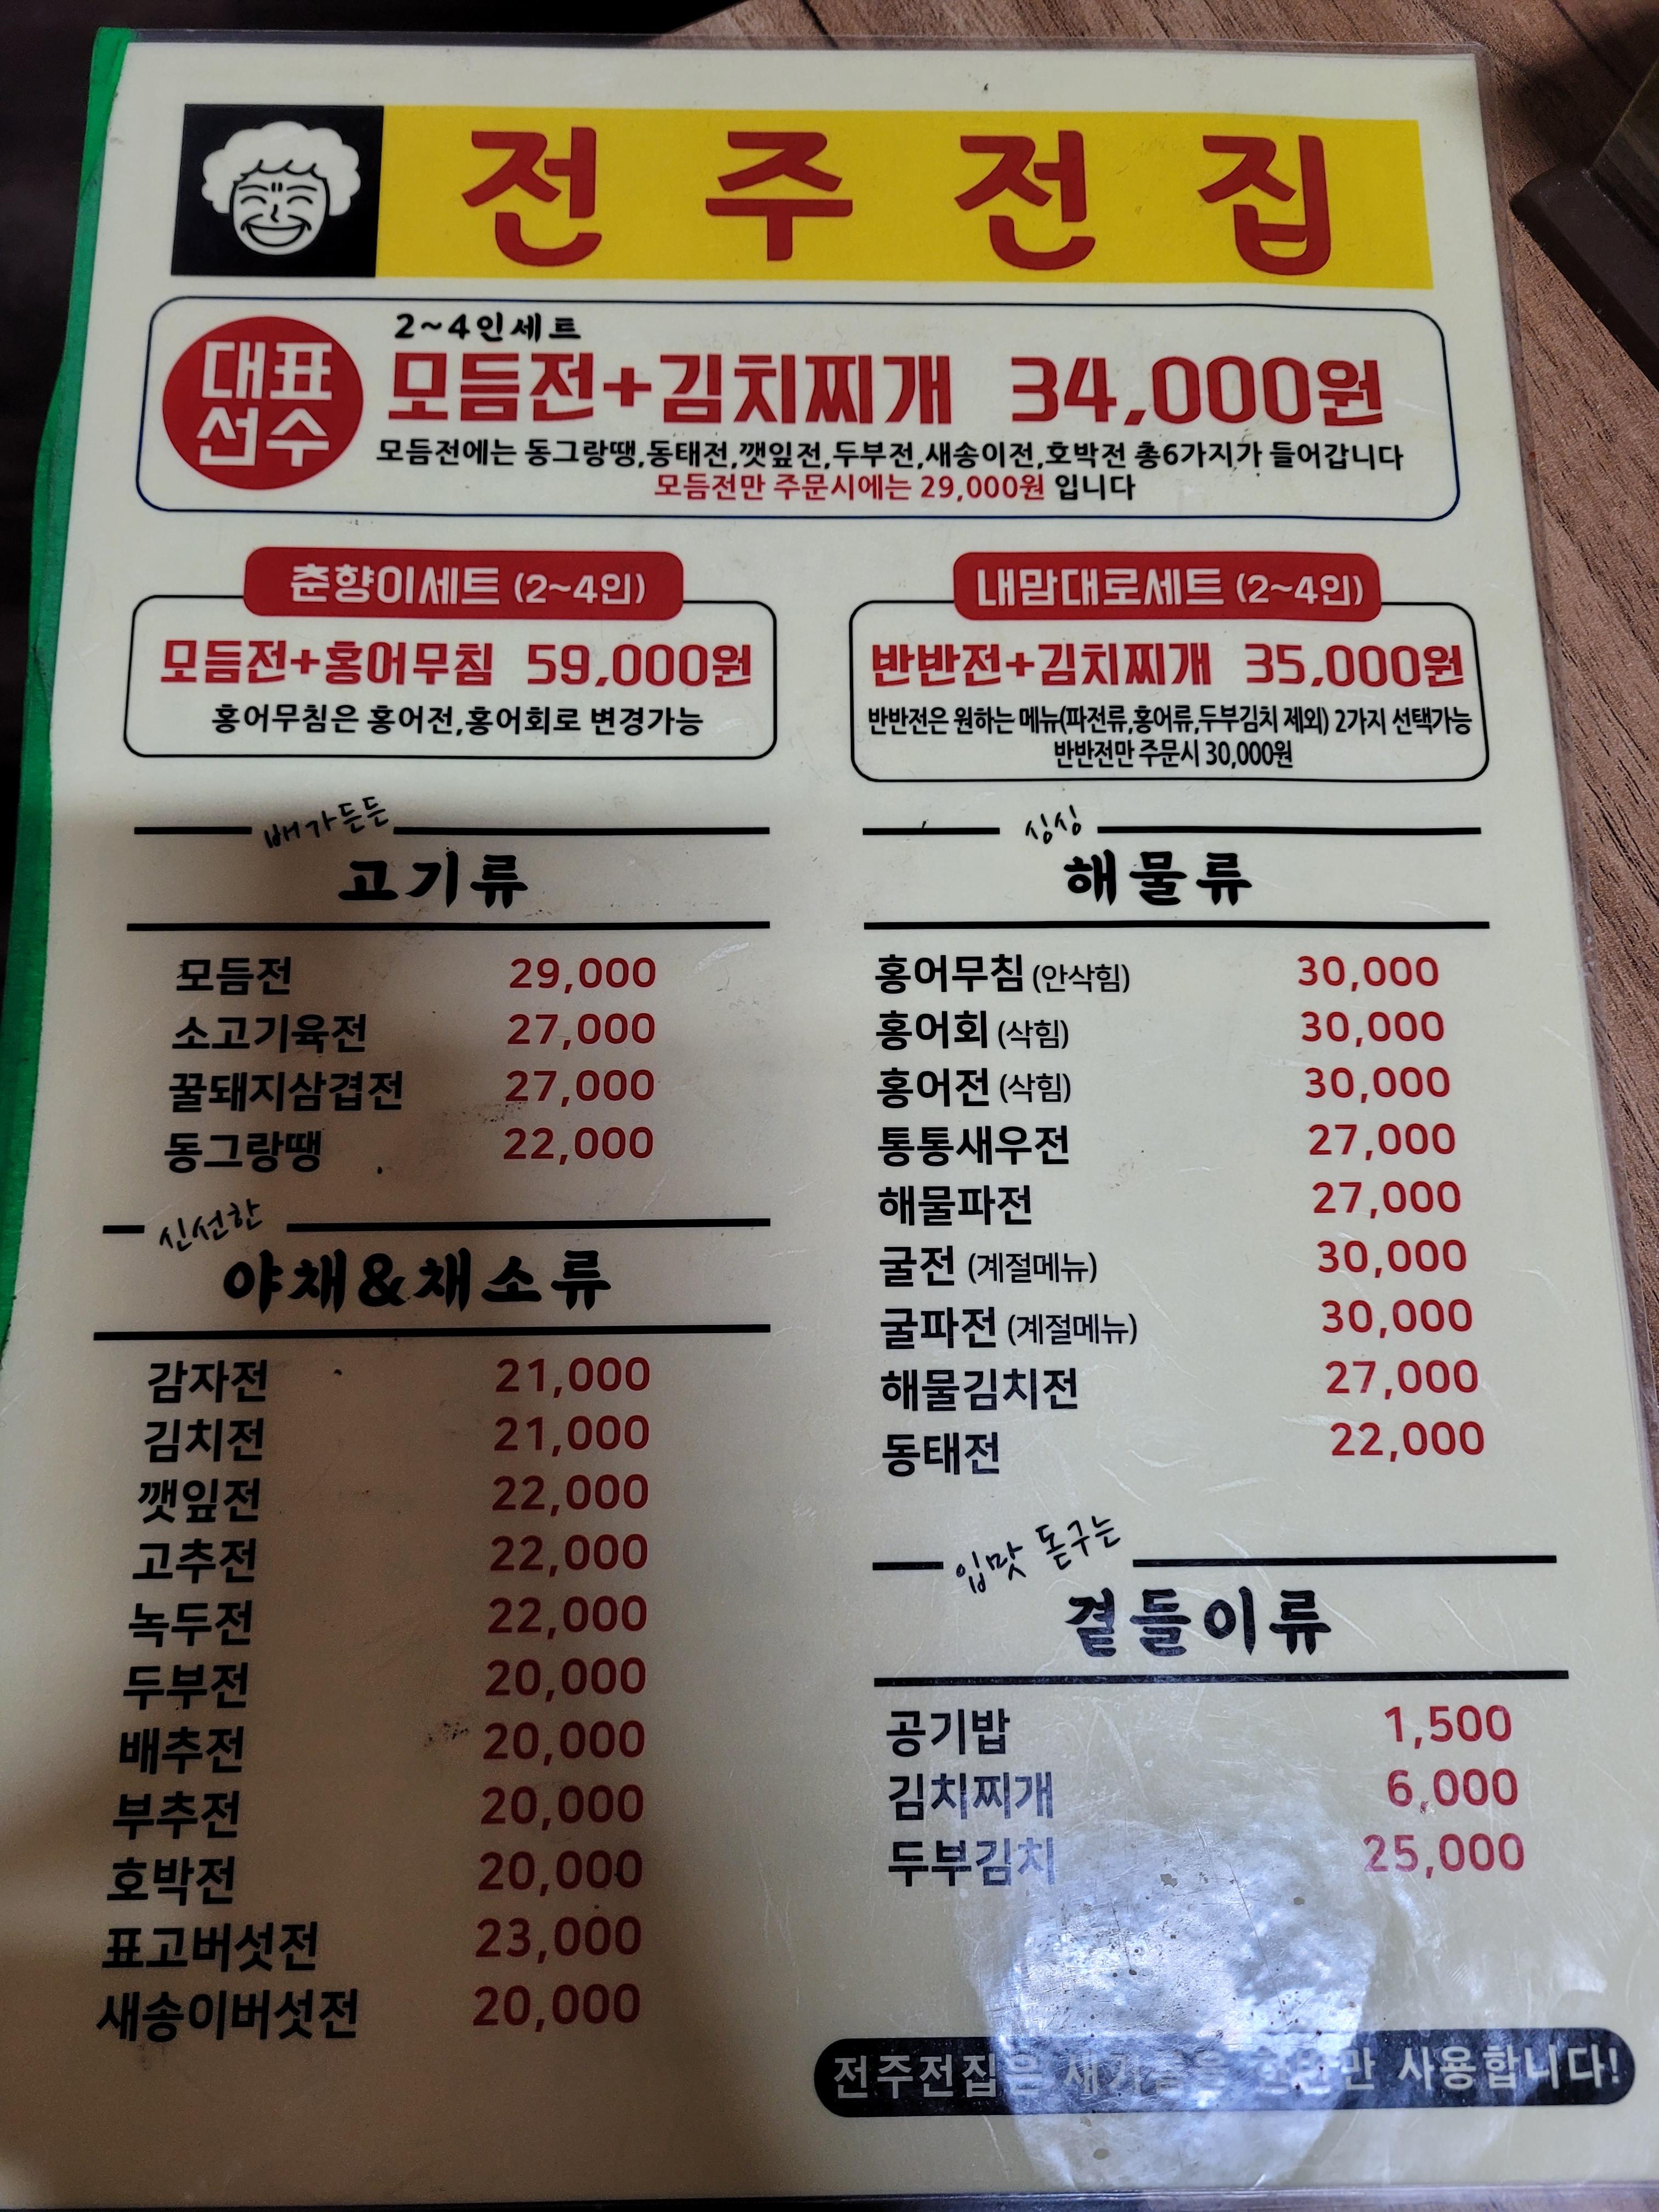 전주전집
대표
선수
2~4인세트
모듬전+김치찌개 34,000원
모듬전에는 동그랑땡,동태전,깻잎전,두부전,새송이전,호박전 총6가지가 들어갑니다
모듬전만 주문시에는 29,000원 입니다
춘향이세트 (2~4인)
모듬전+홍어무침 59,000원
홍어무침은 홍어전,홍어회로 변경가능
내맘대로세트 (2~4인)
반반전+김치찌개 35,000원
반반전은 원하는 메뉴(파전류,홍어류,두부김치 제외) 2가지 선택가능
반반전만 주문시 30,000원
배가든든
고기류
모듬전 29,000
소고기육전 27,000
꿀돼지삼겹전 27,000
동그랑땡 22,000
신선한
야채&채소류
감자전 21,000
김치전 21,000
깻잎전 22,000
고추전 22,000
녹두전 22,000
두부전 20,000
배추전 20,000
부추전 20,000
호박전 20,000
표고버섯전 23,000
새송이버섯전 20,000
싱싱
해물류
홍어무침 (안삭힘) 30,000
홍어회 (삭힘) 30,000
홍어전 (삭힘) 30,000
통통새우전 27,000
해물파전 27,000
굴전 (계절메뉴) 30,000
굴파전 (계절메뉴) 30,000
해물김치전 27,000
동태전 22,000
입맛 돋구는
곁들이류
공기밥 1,500
김치찌개 6,000
두부김치 25,000
전주전집은 새기름을 한번만 사용합니다!